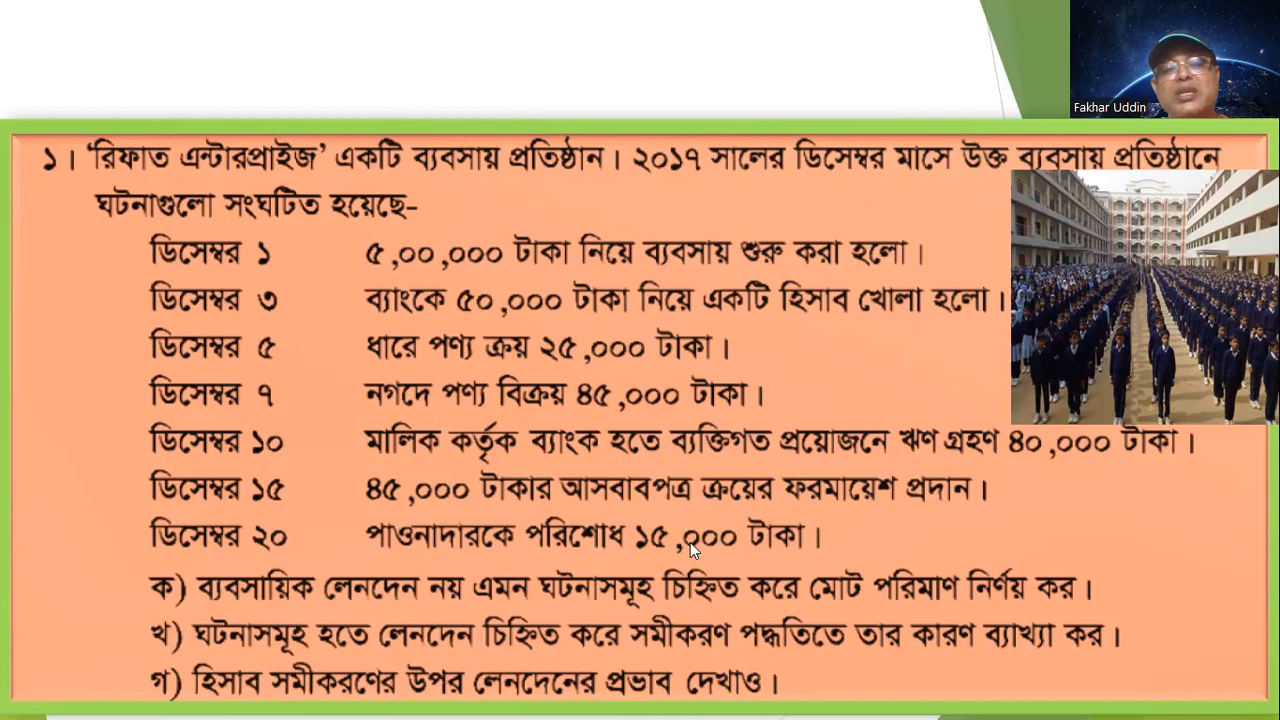 Fakhar Uddin
১। ‘রিফাত এন্টারপ্রাইজ’ একটি ব্যবসায় প্রতিষ্ঠান। ২০১৭ সালের ডিসেম্বর মাসে উক্ত ব্যবসায় প্রতিষ্ঠানে
ঘটনাগুলো সংঘটিত হয়েছে-
ডিসেম্বর ১ ৫,০০,০০০ টাকা নিয়ে ব্যবসায় শুরু করা হলো।
ডিসেম্বর ৩ ব্যাংকে ৫০,০০০ টাকা নিয়ে একটি হিসাব খোলা হলো।
ডিসেম্বর ৫ ধারে পণ্য ক্রয় ২৫,০০০ টাকা।
ডিসেম্বর ৭ নগদে পণ্য বিক্রয় ৪৫,০০০ টাকা।
ডিসেম্বর ১০ মালিক কর্তৃক ব্যাংক হতে ব্যক্তিগত প্রয়োজনে ঋণ গ্রহণ ৪০,০০০ টাকা।
ডিসেম্বর ১৫ ৪৫,০০০ টাকার আসবাবপত্র ক্রয়ের ফরমায়েশ প্রদান।
ডিসেম্বর ২০ পাওনাদারকে পরিশোধ ১৫,০০০ টাকা।
ক) ব্যবসায়িক লেনদেন নয় এমন ঘটনাসমূহ চিহ্নিত করে মোট পরিমাণ নির্ণয় কর।
খ) ঘটনাসমূহ হতে লেনদেন চিহ্নিত করে সমীকরণ পদ্ধতিতে তার কারণ ব্যাখ্যা কর।
গ) হিসাব সমীকরণের উপর লেনদেনের প্রভাব দেখাও।